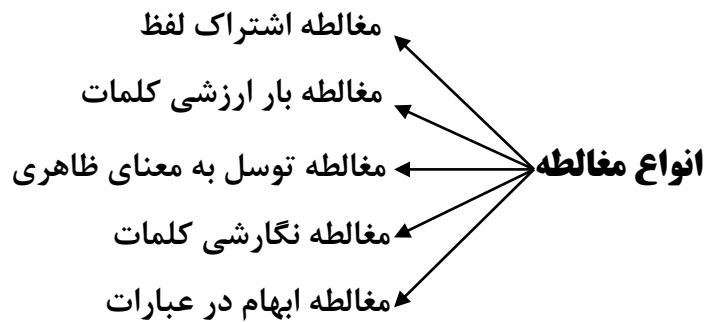 انواع مغالطه
مغالطه اشتراک لفظ
مغالطه بار ارزشی کلمات
مغالطه توسل به معنای ظاهری
مغالطه نگارشی کلمات
مغالطه ابهام در عبارات